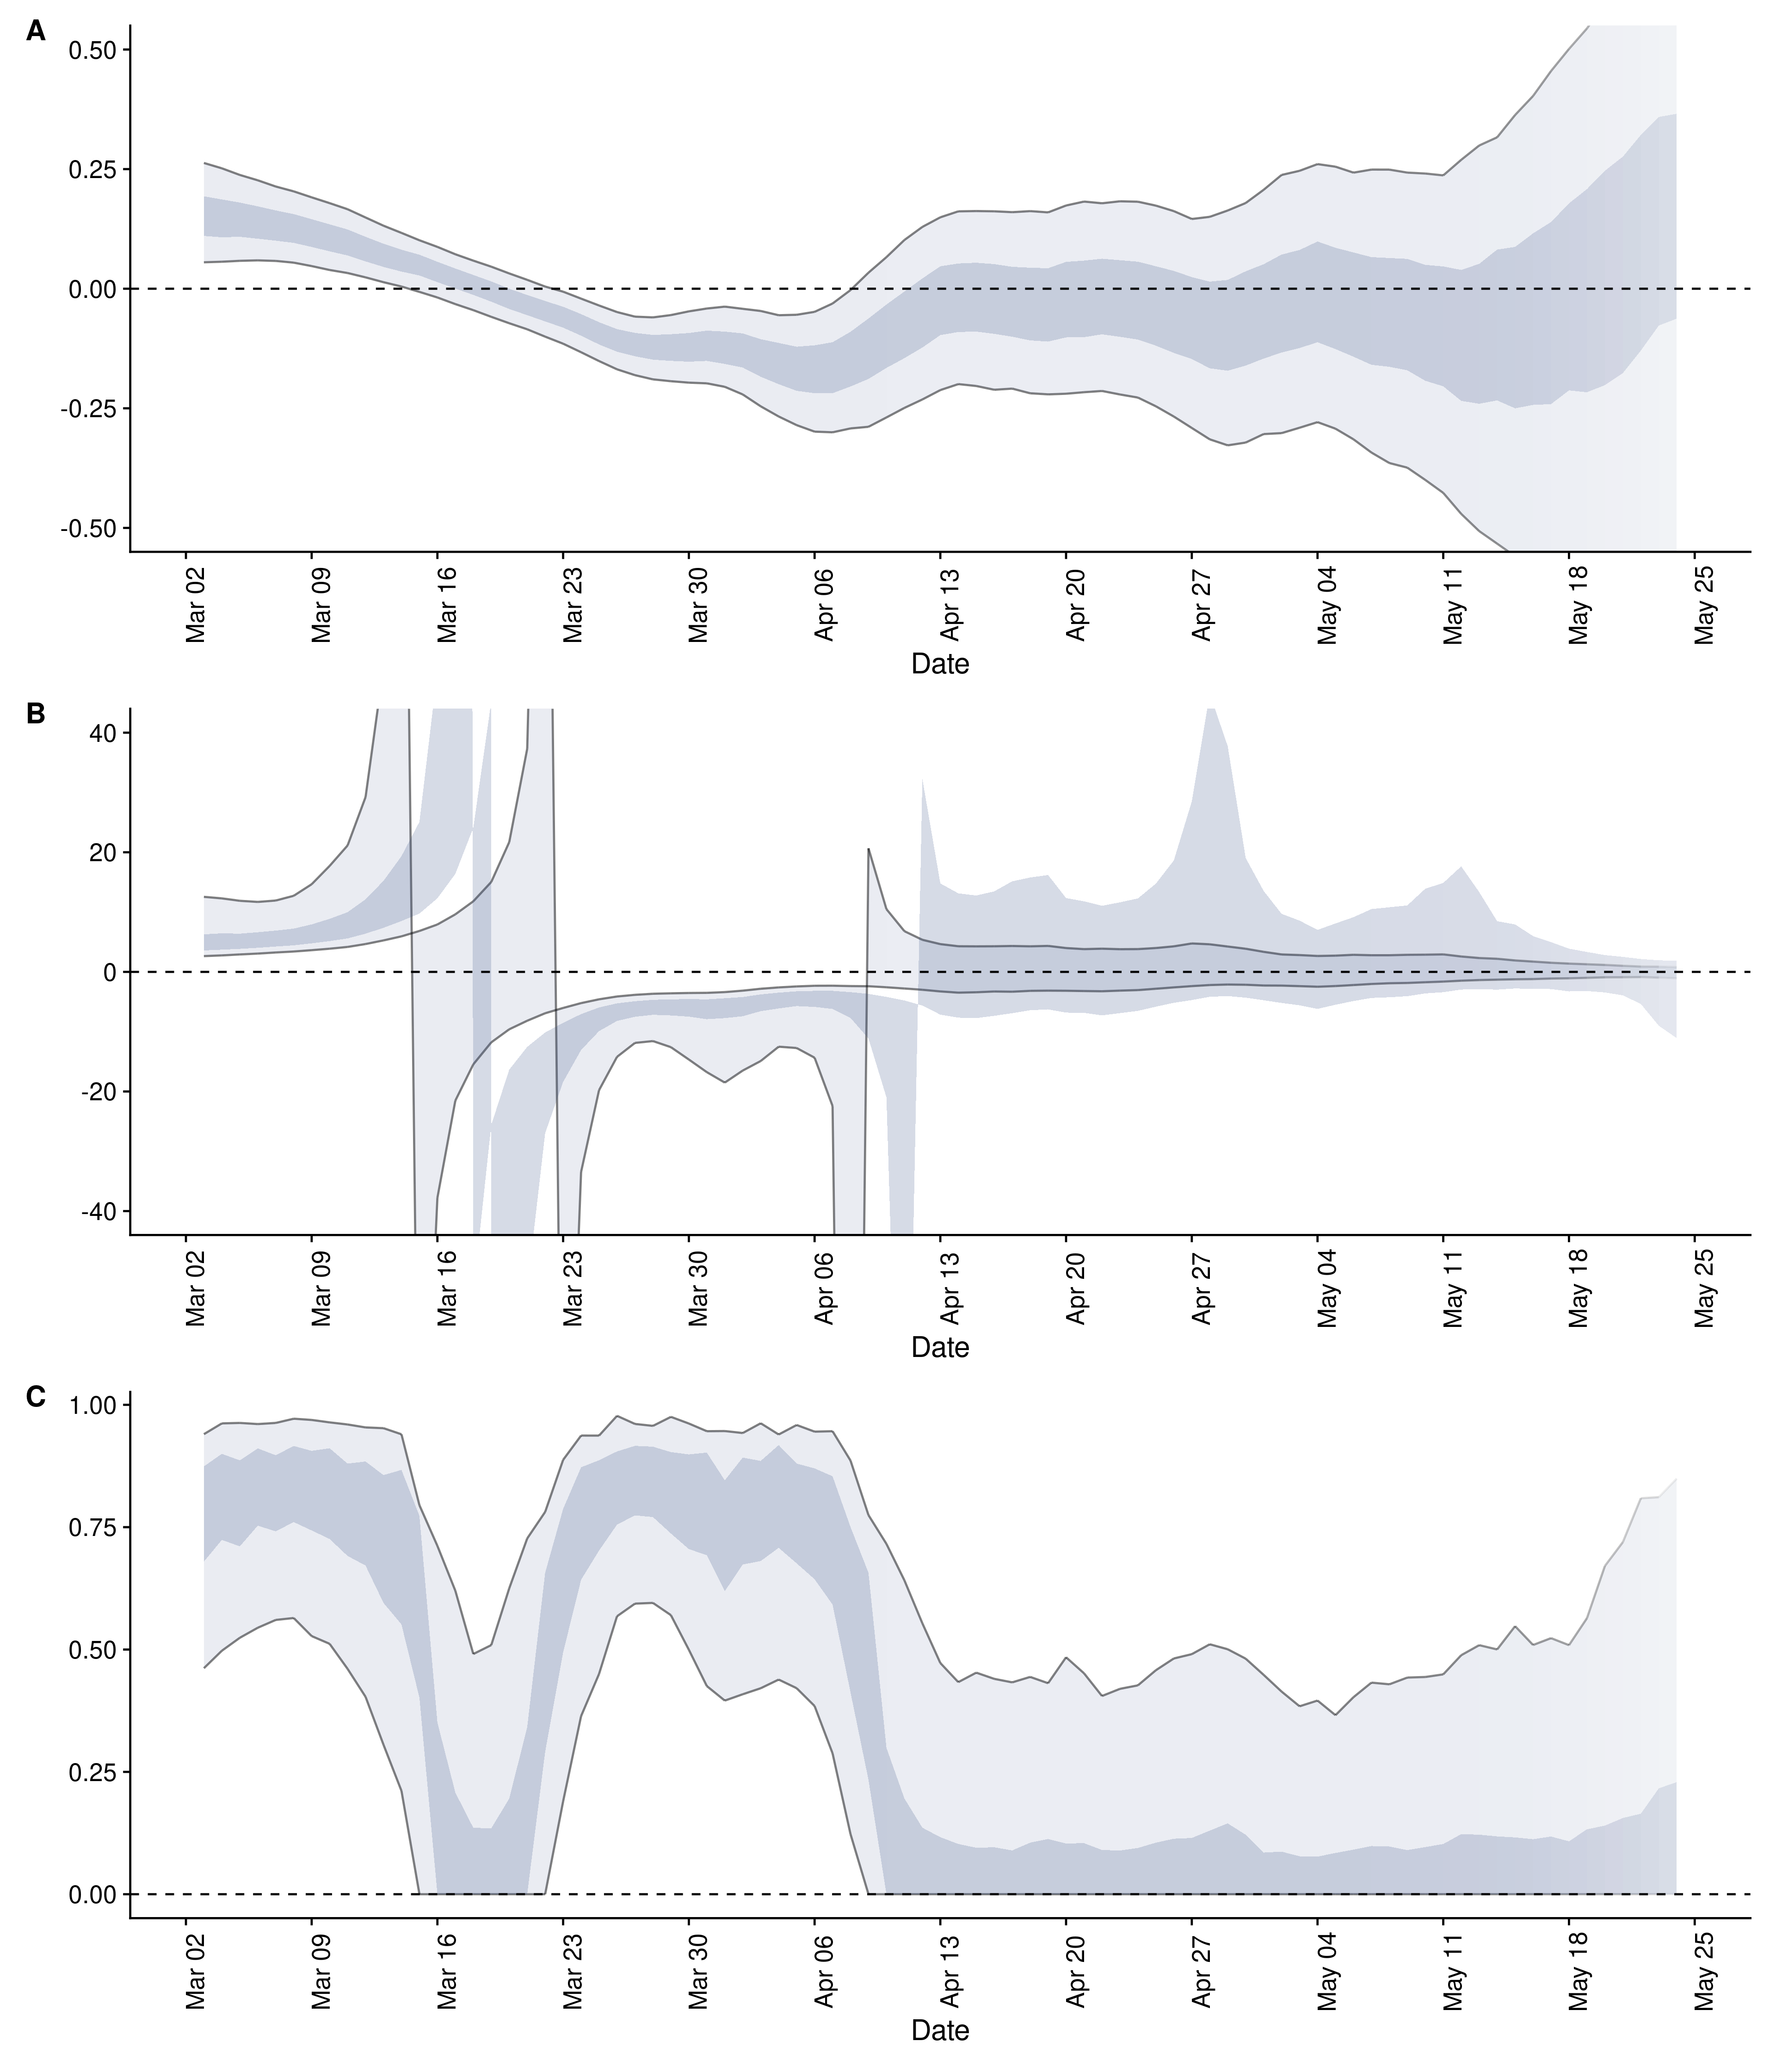 A
0.50
0.25
0.00
-0.25
-0.50
Mar 02
Mar 09
Mar 16
Mar 23
Mar 30
Apr 06
Apr 13
Apr 20
Apr 27
May 04
May 11
May 18
May 25
Date
B
40
20
0
-20
-40
Mar 02
Mar 09
Mar 16
Mar 23
Mar 30
Apr 06
Apr 13
Apr 20
Apr 27
May 04
May 11
May 18
May 25
Date
C
1.00
0.75
0.50
0.25
0.00
Mar 02
Mar 09
Mar 16
Mar 23
Mar 30
Apr 06
Apr 13
Apr 20
Apr 27
May 04
May 11
May 18
May 25
Date